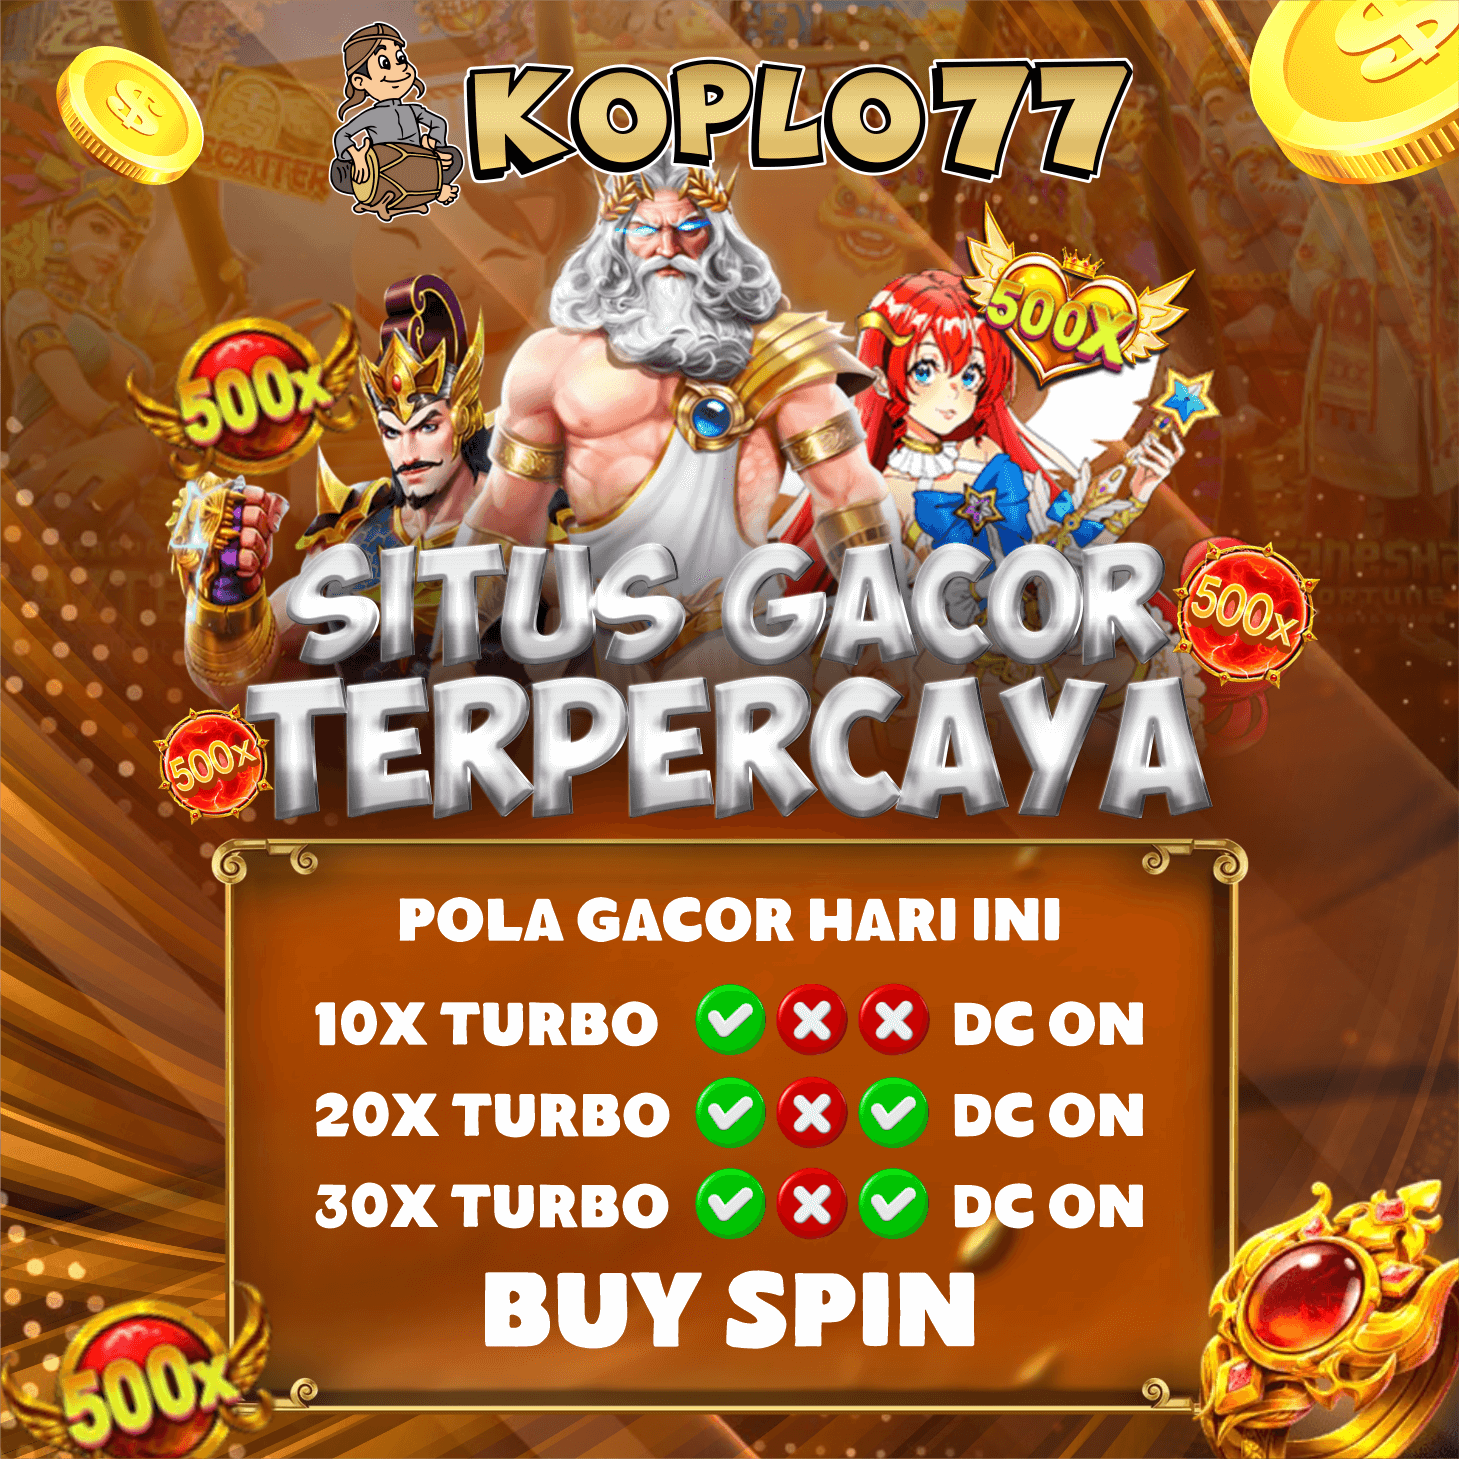 KOPLO77
SCATTER
500X
500x
SITUS GACOR
500x
TERPERCAYA
500x
POLA GACOR HARI INI
10X TURBO ✅❌❌ DC ON
20X TURBO ✅❌✅ DC ON
30X TURBO ✅❌✅ DC ON
BUY SPIN
500x